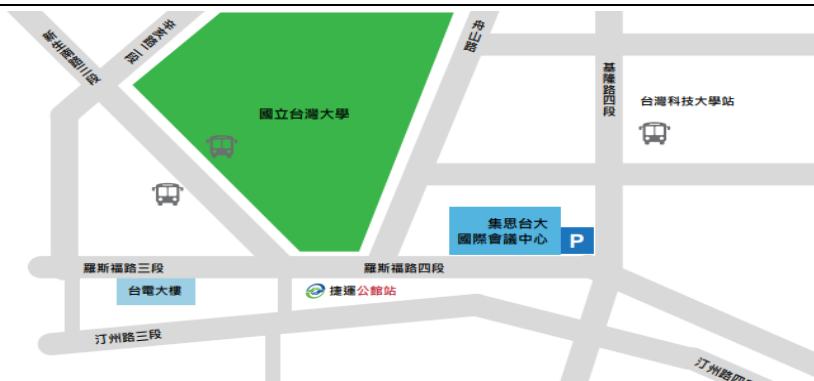 新生南路三段
辛亥路二段
舟山路
基隆路四段
台灣科技大學站
國立台灣大學
集思台大
國際會議中心
P
羅斯福路三段
羅斯福路四段
台電大樓
捷運公館站
汀州路三段
汀州路四